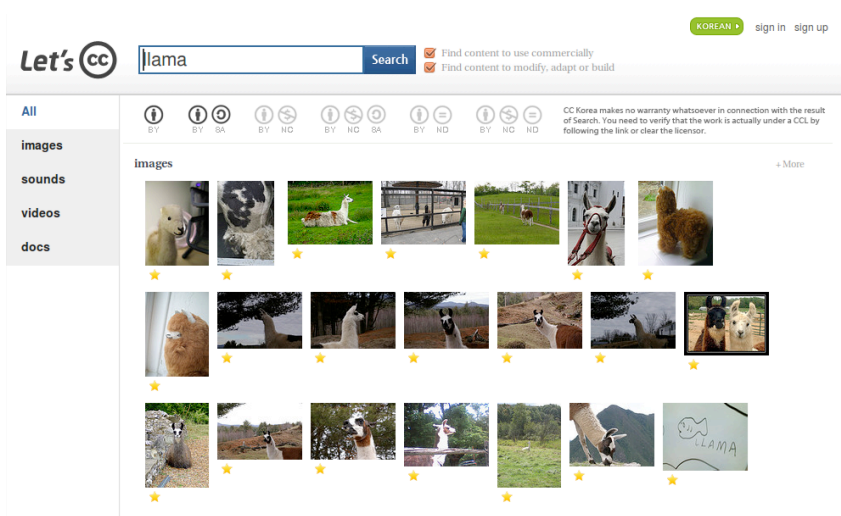 KOREAN
sign in sign up
Let's cc
llama
Search
Find content to use commercially
Find content to modify, adapt or build
All
images
sounds
videos
docs
BY
BY SA
BY NC
BY NC SA
BY ND
BY NC ND
CC Korea makes no warranty whatsoever in connection with the result
of Search. You need to verify that the work is actually under a CCL by
following the link or clear the licensor.
images
+ More
LLAMA